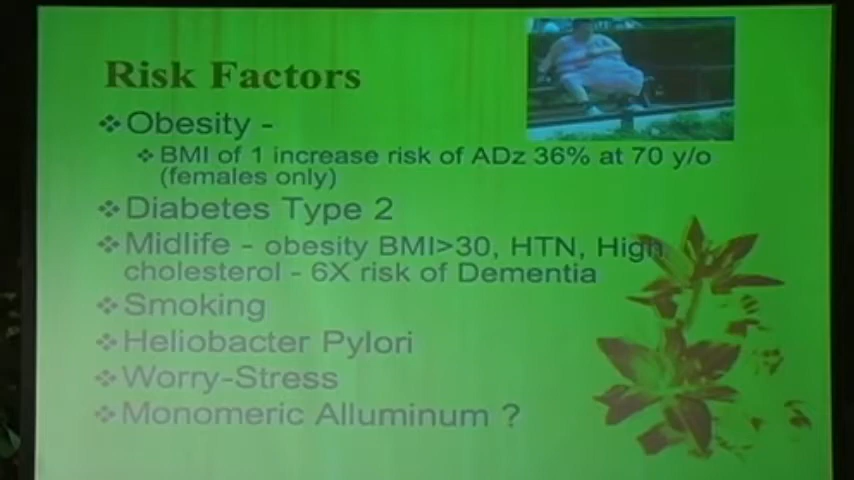 Risk Factors
Obesity -
BMI of 1 increase risk of ADz 36% at 70 y/o
(females only)
Diabetes Type 2
Midlife - obesity BMI>30, HTN, High
cholesterol - 6X risk of Dementia
Smoking
Heliobacter Pylori
Worry-Stress
Monomeric Alluminum ?